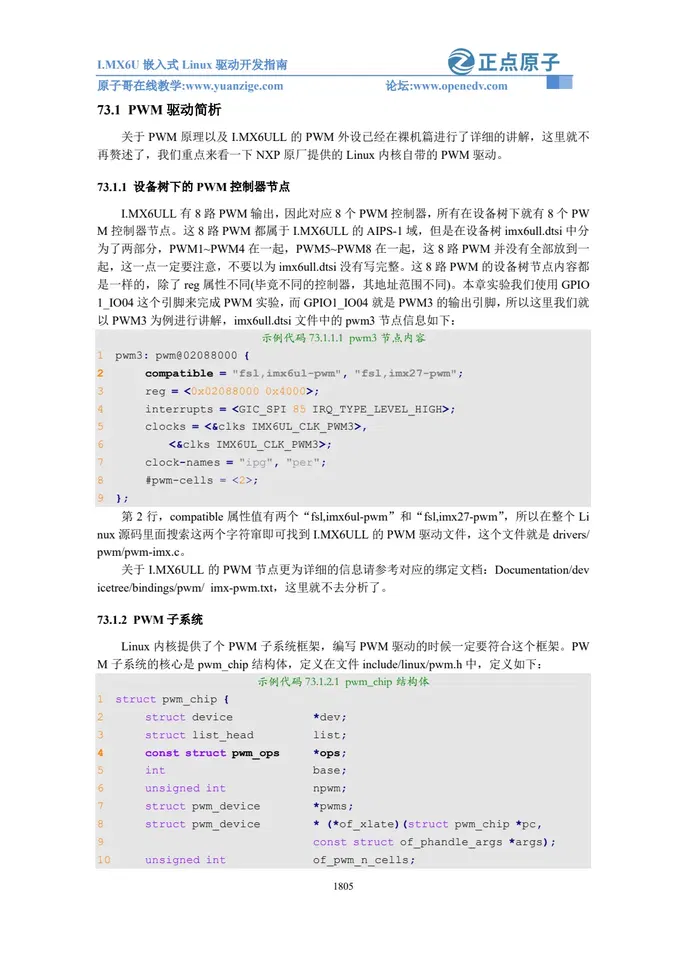 I.MX6U 嵌入式 Linux 驱动开发指南
正点原子
原子哥在线教学:www.yuanzige.com 论坛:www.openedv.com
73.1 PWM 驱动简析
关于 PWM 原理以及 I.MX6ULL 的 PWM 外设已经在裸机篇进行了详细的讲解，这里就不
再赘述了，我们重点来看一下 NXP 原厂提供的 Linux 内核自带的 PWM 驱动。
73.1.1 设备树下的 PWM 控制器节点
I.MX6ULL 有 8 路 PWM 输出，因此对应 8 个 PWM 控制器，所有在设备树下就有 8 个 PW
M 控制器节点。这 8 路 PWM 都属于 I.MX6ULL 的 AIPS-1 域，但是在设备树 imx6ull.dtsi 中分
为了两部分，PWM1~PWM4 在一起，PWM5~PWM8 在一起，这 8 路 PWM 并没有全部放到一
起，这一点一定要注意，不要以为 imx6ull.dtsi 没有写完整。这 8 路 PWM 的设备树节点内容都
是一样的，除了 reg 属性不同(毕竟不同的控制器，其地址范围不同)。本章实验我们使用 GPIO
1_IO04 这个引脚来完成 PWM 实验，而 GPIO1_IO04 就是 PWM3 的输出引脚，所以这里我们就
以 PWM3 为例进行讲解，imx6ull.dtsi 文件中的 pwm3 节点信息如下：
示例代码 73.1.1.1 pwm3 节点内容
1 pwm3: pwm@02088000 {
2 compatible = "fsl,imx6ul-pwm", "fsl,imx27-pwm";
3 reg = <0x02088000 0x4000>;
4 interrupts = <GIC_SPI 85 IRQ_TYPE_LEVEL_HIGH>;
5 clocks = <&clks IMX6UL_CLK_PWM3>,
6 <&clks IMX6UL_CLK_PWM3>;
7 clock-names = "ipg", "per";
8 #pwm-cells = <2>;
9 };
第 2 行，compatible 属性值有两个“fsl,imx6ul-pwm”和“fsl,imx27-pwm”，所以在整个 Li
nux 源码里面搜索这两个字符窜即可找到 I.MX6ULL 的 PWM 驱动文件，这个文件就是 drivers/
pwm/pwm-imx.c。
关于 I.MX6ULL 的 PWM 节点更为详细的信息请参考对应的绑定文档：Documentation/dev
icetree/bindings/pwm/ imx-pwm.txt，这里就不去分析了。
73.1.2 PWM 子系统
Linux 内核提供了个 PWM 子系统框架，编写 PWM 驱动的时候一定要符合这个框架。PW
M 子系统的核心是 pwm_chip 结构体，定义在文件 include/linux/pwm.h 中，定义如下：
示例代码 73.1.2.1 pwm_chip 结构体
1 struct pwm_chip {
2 struct device *dev;
3 struct list_head list;
4 const struct pwm_ops *ops;
5 int base;
6 unsigned int npwm;
7 struct pwm_device *pwms;
8 struct pwm_device * (*of_xlate)(struct pwm_chip *pc,
9 const struct of_phandle_args *args);
10 unsigned int of_pwm_n_cells;
1805